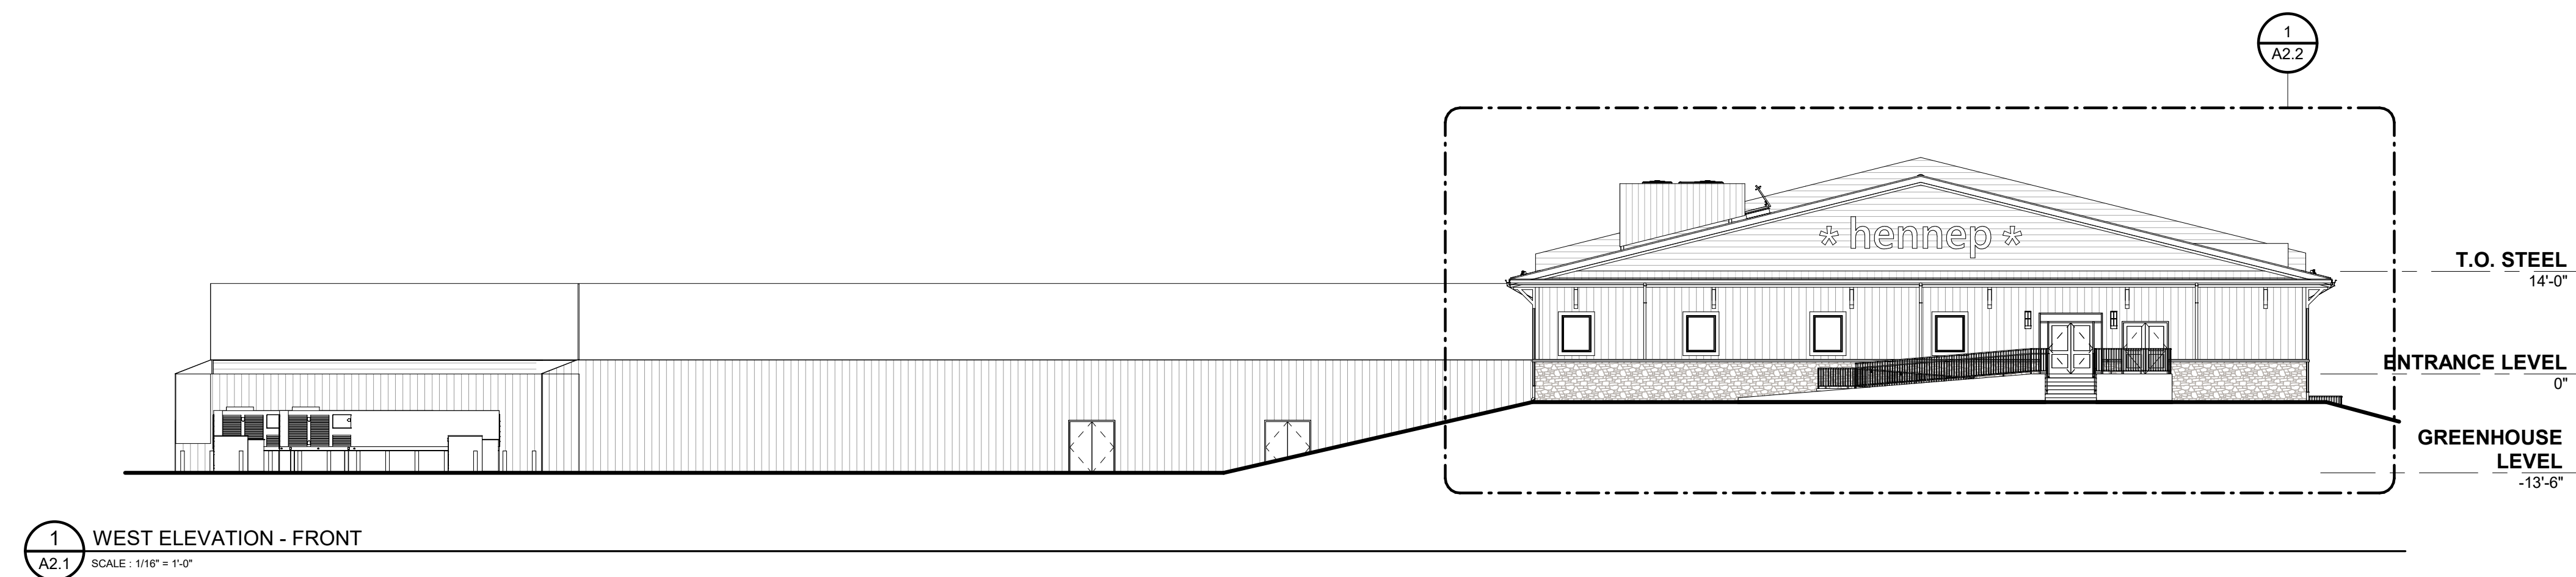 1
A2.2
* hennep *
T.O. STEEL
14'-0"
ENTRANCE LEVEL
0"
GREENHOUSE
LEVEL
-13'-6"
1
WEST ELEVATION - FRONT
A2.1
SCALE : 1/16" = 1'-0"